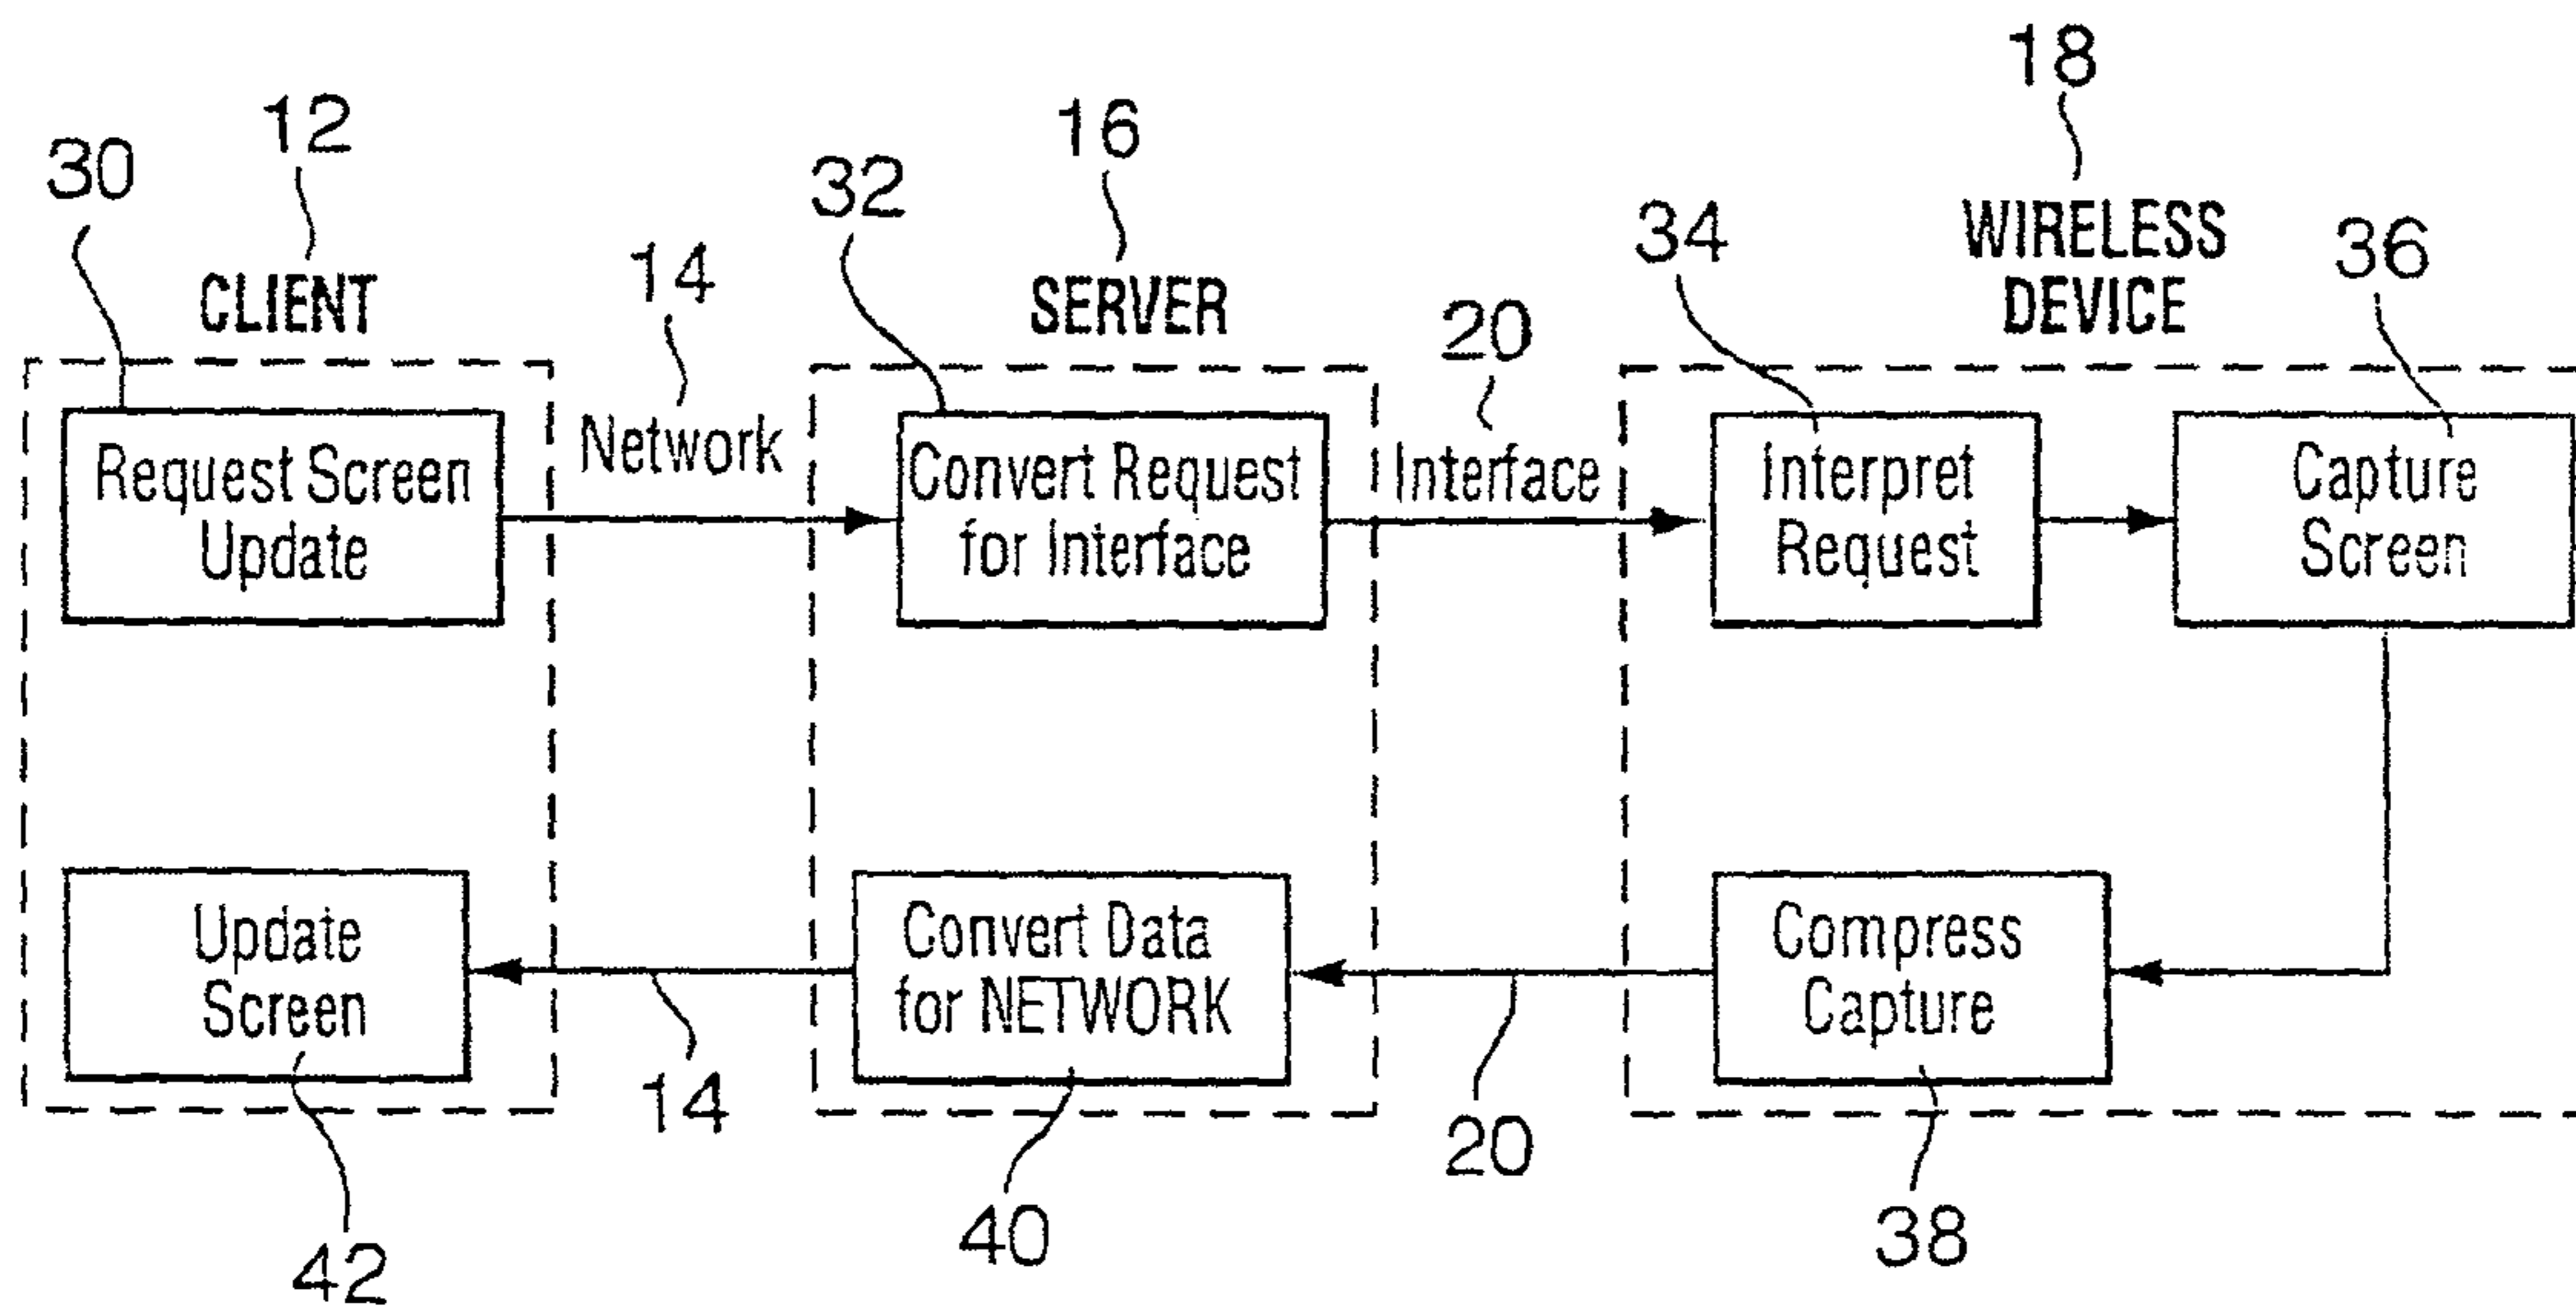 18
12
16
30
32
34
WIRELESS
DEVICE
36
14
CLIENT
SERVER
20
Network
Interface
Request Screen
Update
Convert Request
for Interface
Interpret
Request
Capture
Screen
Update
Screen
Convert Data
for NETWORK
Compress
Capture
14
20
42
40
38